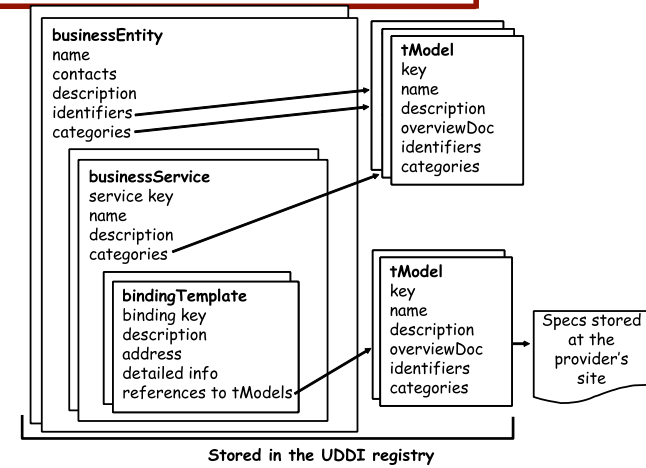 businessEntity
name
contacts
description
identifiers
categories
businessService
service key
name
description
categories
bindingTemplate
binding key
description
address
detailed info
references to tModels
tModel
key
name
description
overviewDoc
identifiers
categories
tModel
key
name
description
overviewDoc
identifiers
categories
Specs stored
at the
provider's
site
Stored in the UDDI registry